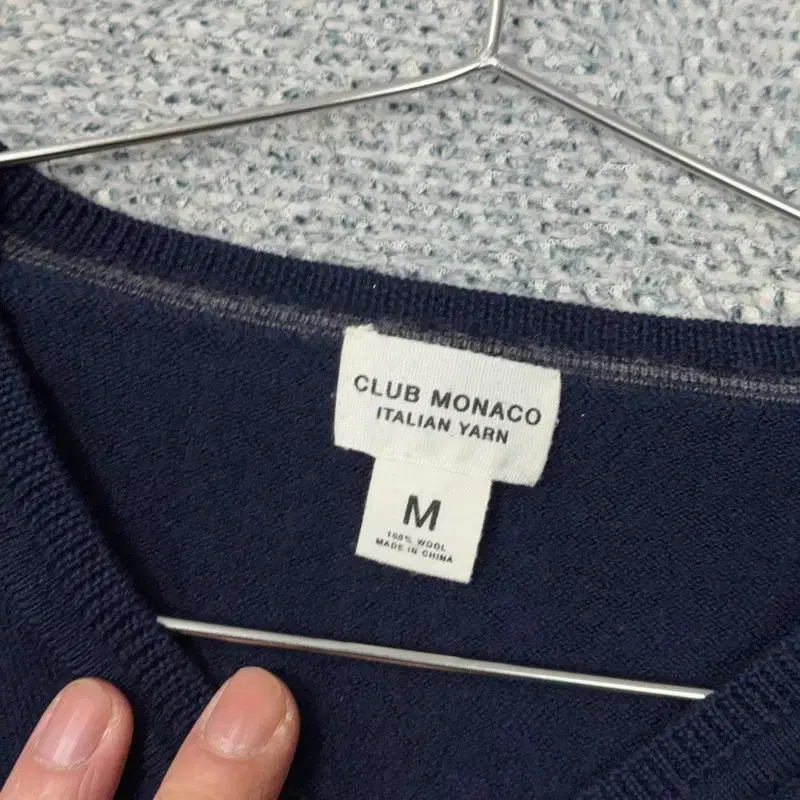 CLUB MONACO
ITALIAN YARN
M
100% WOOL
MADE IN CHINA